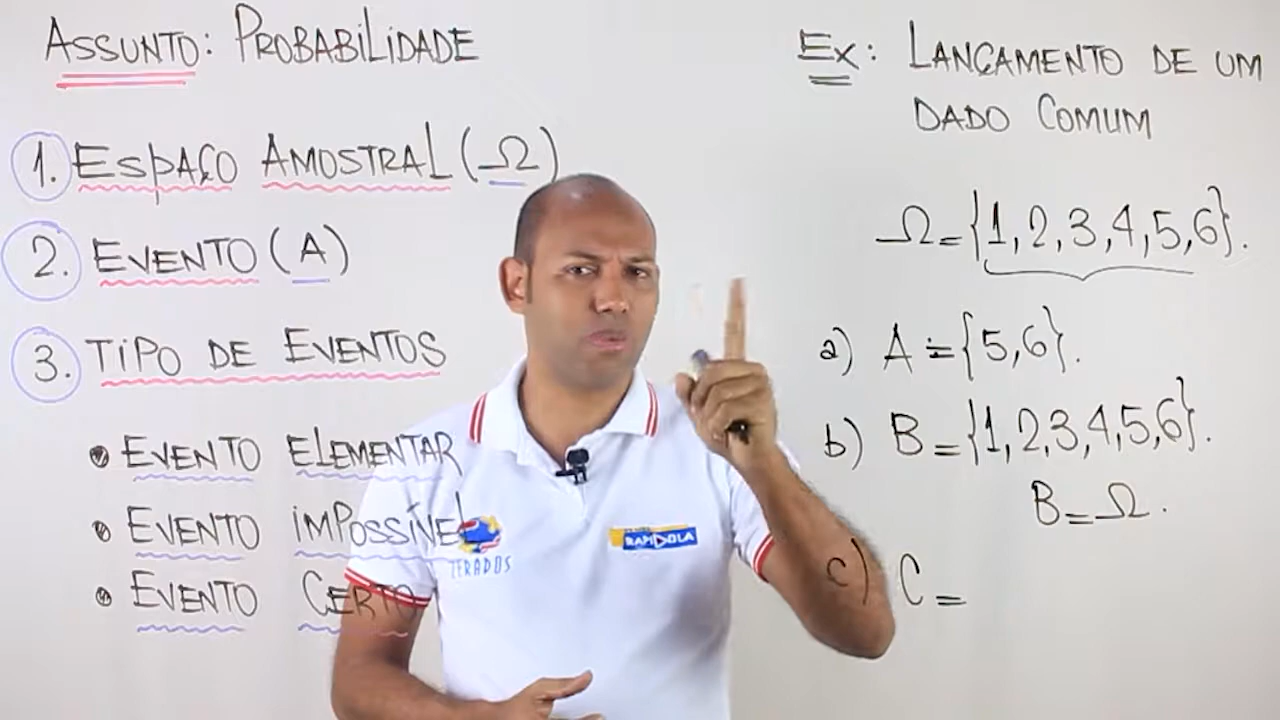 ASSUNTO: PROBABILIDADE
1. ESPAÇO AMOSTRAL (Ω)
2. EVENTO (A)
3. TIPO DE EVENTOS
• EVENTO ELEMENTAR
• EVENTO IMPOSSÍVEL
• EVENTO CERTO
ZERADOS
RAPIDOLA
Ex: LANÇAMENTO DE UM
DADO COMUM
Ω={1,2,3,4,5,6}.
a) A={5,6}.
b) B={1,2,3,4,5,6}.
B=Ω.
c) C=